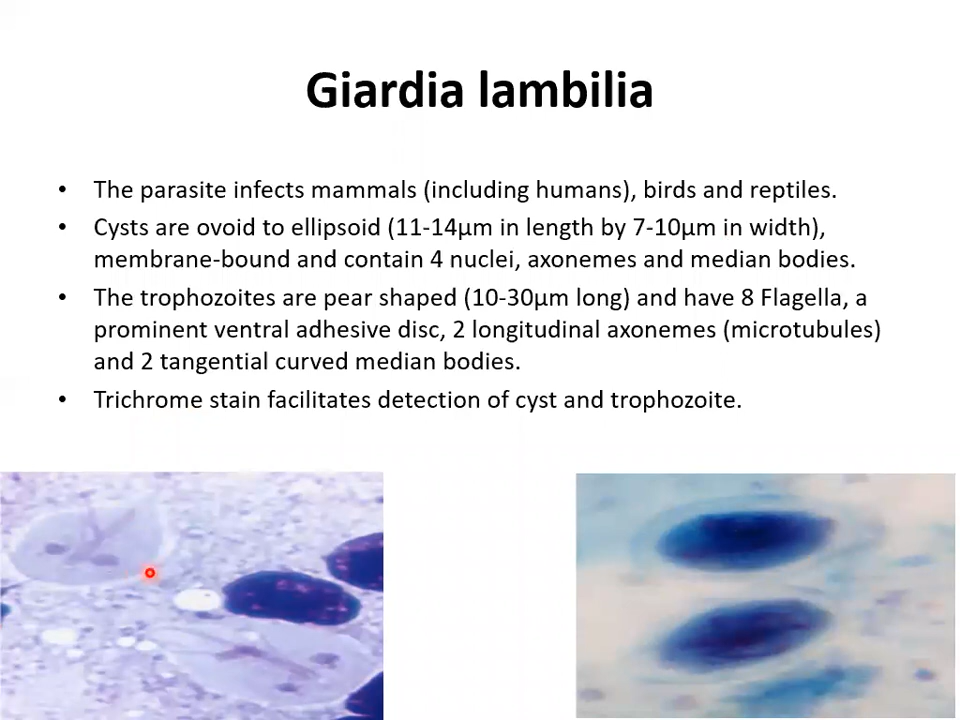 Giardia lambilia
• The parasite infects mammals (including humans), birds and reptiles.
• Cysts are ovoid to ellipsoid (11-14µm in length by 7-10µm in width),
membrane-bound and contain 4 nuclei, axonemes and median bodies.
• The trophozoites are pear shaped (10-30µm long) and have 8 Flagella, a
prominent ventral adhesive disc, 2 longitudinal axonemes (microtubules)
and 2 tangential curved median bodies.
• Trichrome stain facilitates detection of cyst and trophozoite.